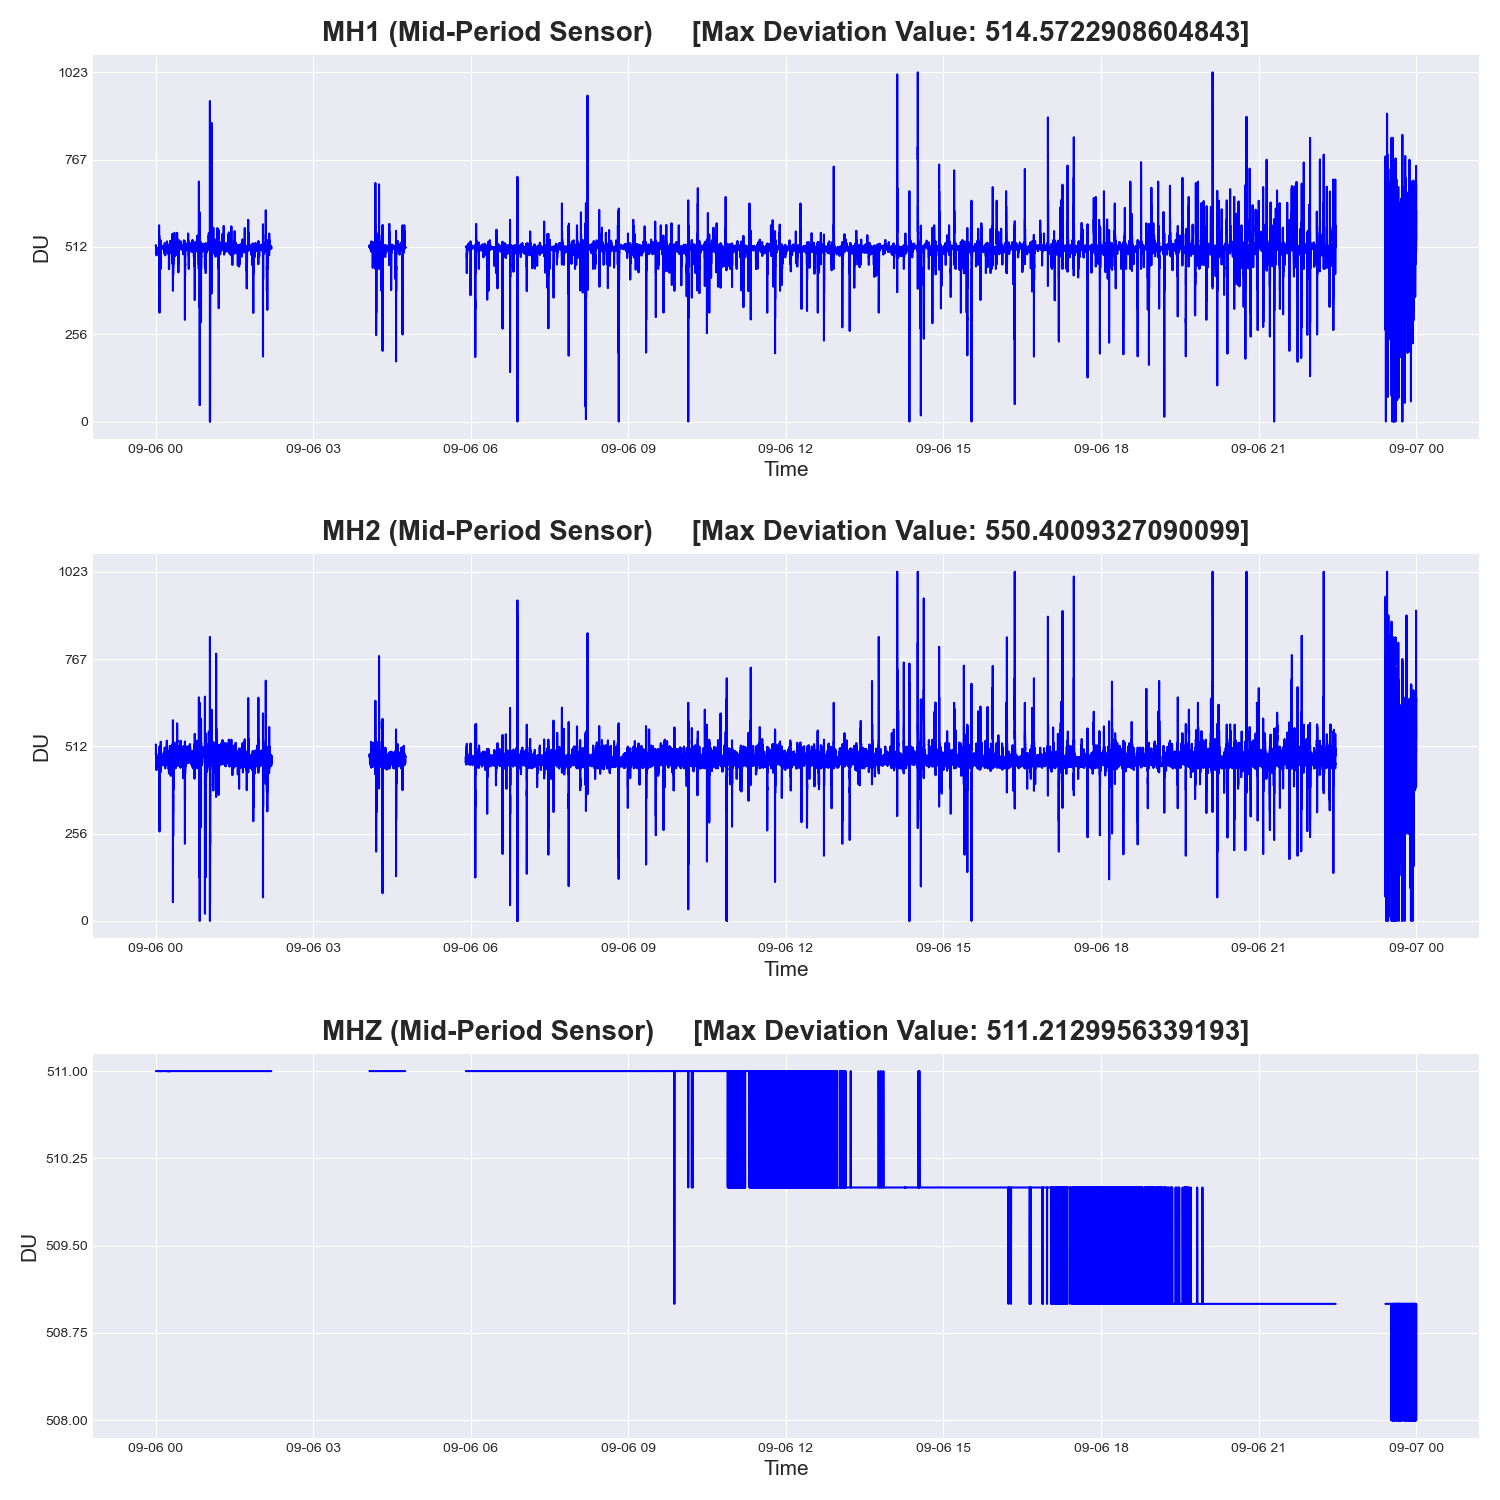 MH1 (Mid-Period Sensor) [Max Deviation Value: 514.5722908604843]
1023
767
512
256
0
DU
09-06 00 09-06 03 09-06 06 09-06 09 09-06 12 09-06 15 09-06 18 09-06 21 09-07 00
Time
MH2 (Mid-Period Sensor) [Max Deviation Value: 550.4009327090099]
1023
767
512
256
0
DU
09-06 00 09-06 03 09-06 06 09-06 09 09-06 12 09-06 15 09-06 18 09-06 21 09-07 00
Time
MHZ (Mid-Period Sensor) [Max Deviation Value: 511.2129956339193]
511.00
510.25
509.50
508.75
508.00
DU
09-06 00 09-06 03 09-06 06 09-06 09 09-06 12 09-06 15 09-06 18 09-06 21 09-07 00
Time